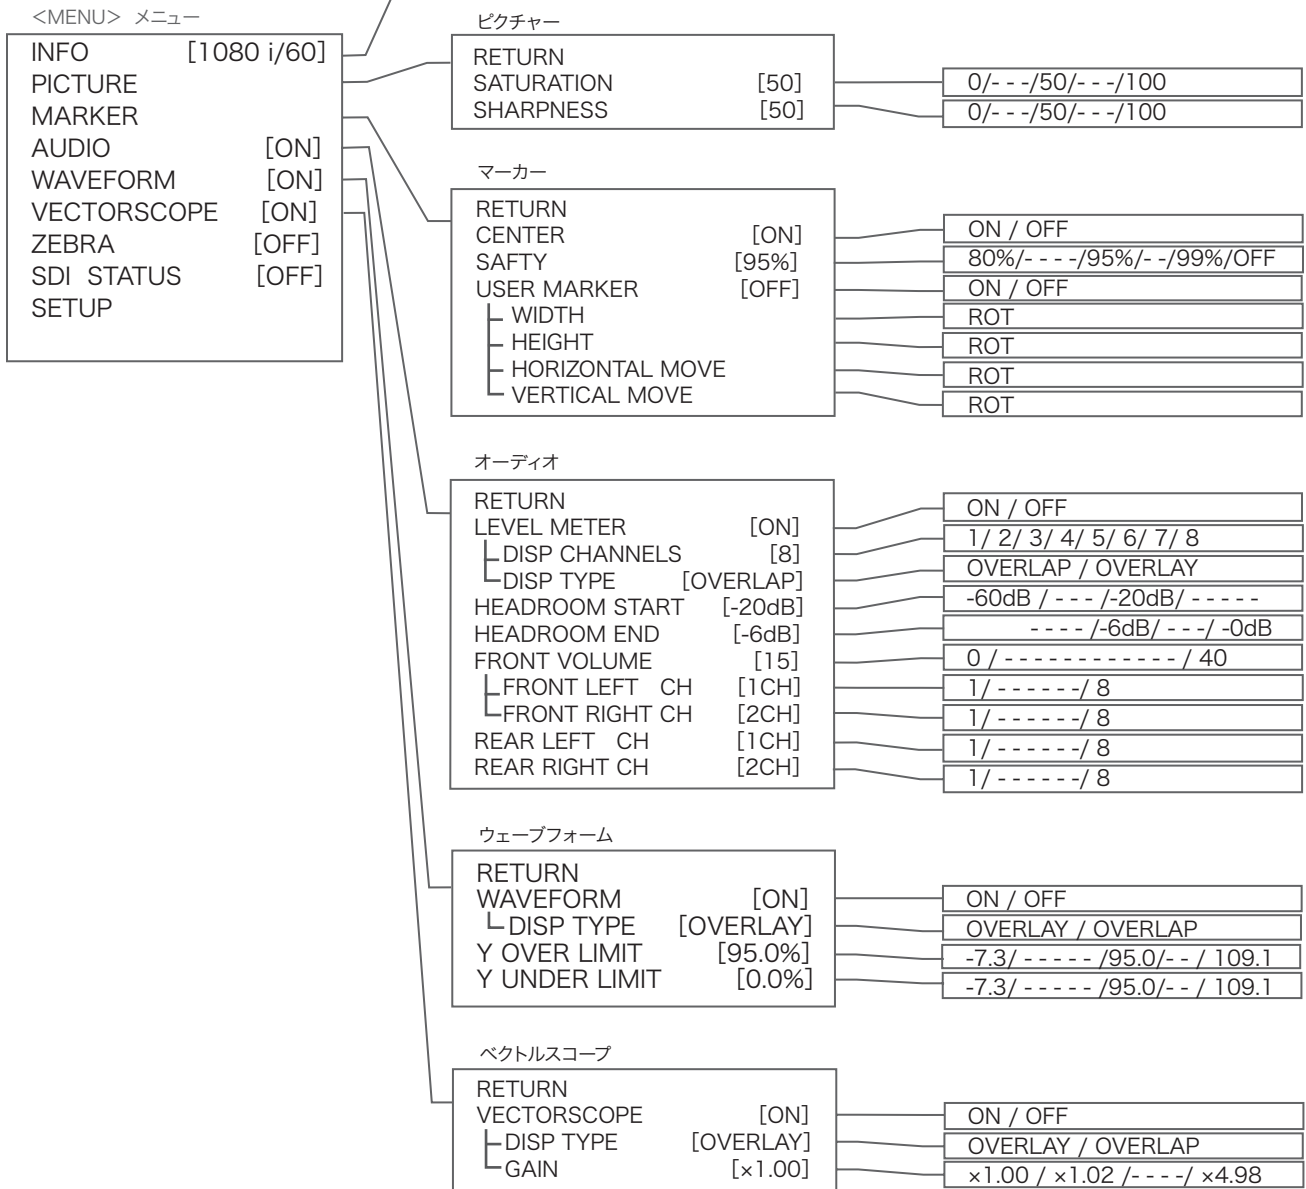 <MENU> メニュー
INFO [1080 i/60]
PICTURE
MARKER
AUDIO [ON]
WAVEFORM [ON]
VECTORSCOPE [ON]
ZEBRA [OFF]
SDI STATUS [OFF]
SETUP
ピクチャー
RETURN
SATURATION [50]
SHARPNESS [50]
0/- - -/50/- - -/100
0/- - -/50/- - -/100
マーカー
RETURN
CENTER [ON]
SAFTY [95%]
USER MARKER [OFF]
WIDTH
HEIGHT
HORIZONTAL MOVE
VERTICAL MOVE
ON / OFF
80%/- - - -/95%/- -/99%/OFF
ON / OFF
ROT
ROT
ROT
ROT
オーディオ
RETURN
LEVEL METER [ON]
DISP CHANNELS [8]
DISP TYPE [OVERLAP]
HEADROOM START [-20dB]
HEADROOM END [-6dB]
FRONT VOLUME [15]
FRONT LEFT CH [1CH]
FRONT RIGHT CH [2CH]
REAR LEFT CH [1CH]
REAR RIGHT CH [2CH]
ON / OFF
1/ 2/ 3/ 4/ 5/ 6/ 7/ 8
OVERLAP / OVERLAY
-60dB / - - - /-20dB/ - - - - -
- - - - /-6dB/ - - -/ -0dB
0 / - - - - - - - - - - - - / 40
1/ - - - - - -/ 8
1/ - - - - - -/ 8
1/ - - - - - -/ 8
1/ - - - - - -/ 8
ウェーブフォーム
RETURN
WAVEFORM [ON]
DISP TYPE [OVERLAY]
Y OVER LIMIT [95.0%]
Y UNDER LIMIT [0.0%]
ON / OFF
OVERLAY / OVERLAP
-7.3/ - - - - - /95.0/- - / 109.1
-7.3/ - - - - - /95.0/- - / 109.1
ベクトルスコープ
RETURN
VECTORSCOPE [ON]
DISP TYPE [OVERLAY]
GAIN [×1.00]
ON / OFF
OVERLAY / OVERLAP
×1.00 / ×1.02 /- - - -/ ×4.98